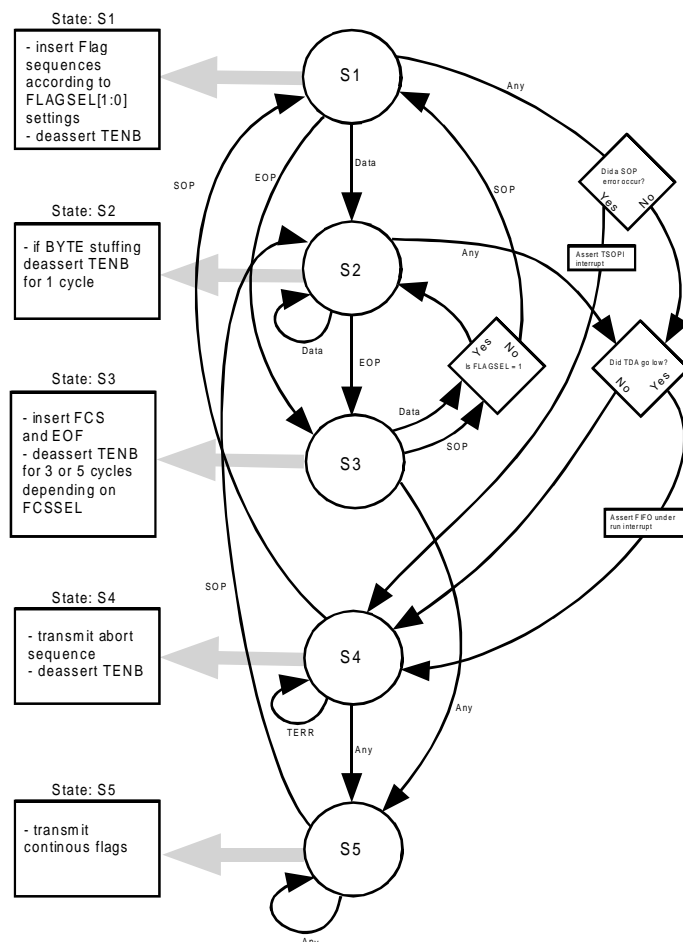 State: S1
- insert Flag
sequences
according to
FLAGSEL[1:0]
settings
- deassert TENB
S1
Any
Data
SOP
EOP
SOP
Did a SOP
error occur?
Yes
No
Assert TSOPI
interrupt
State: S2
- if BYTE stuffing
deassert TENB
for 1 cycle
S2
Any
Data
EOP
Yes
No
Is FLAGSEL = 1
Did TDA go low?
No
Yes
State: S3
- insert FCS
and EOF
- deassert TENB
for 3 or 5 cycles
depending on
FCSSEL
S3
Data
SOP
Assert FIFO under
run interrupt
State: S4
- transmit abort
sequence
- deassert TENB
SOP
S4
TERR
Any
Any
State: S5
- transmit
continous flags
S5
Any